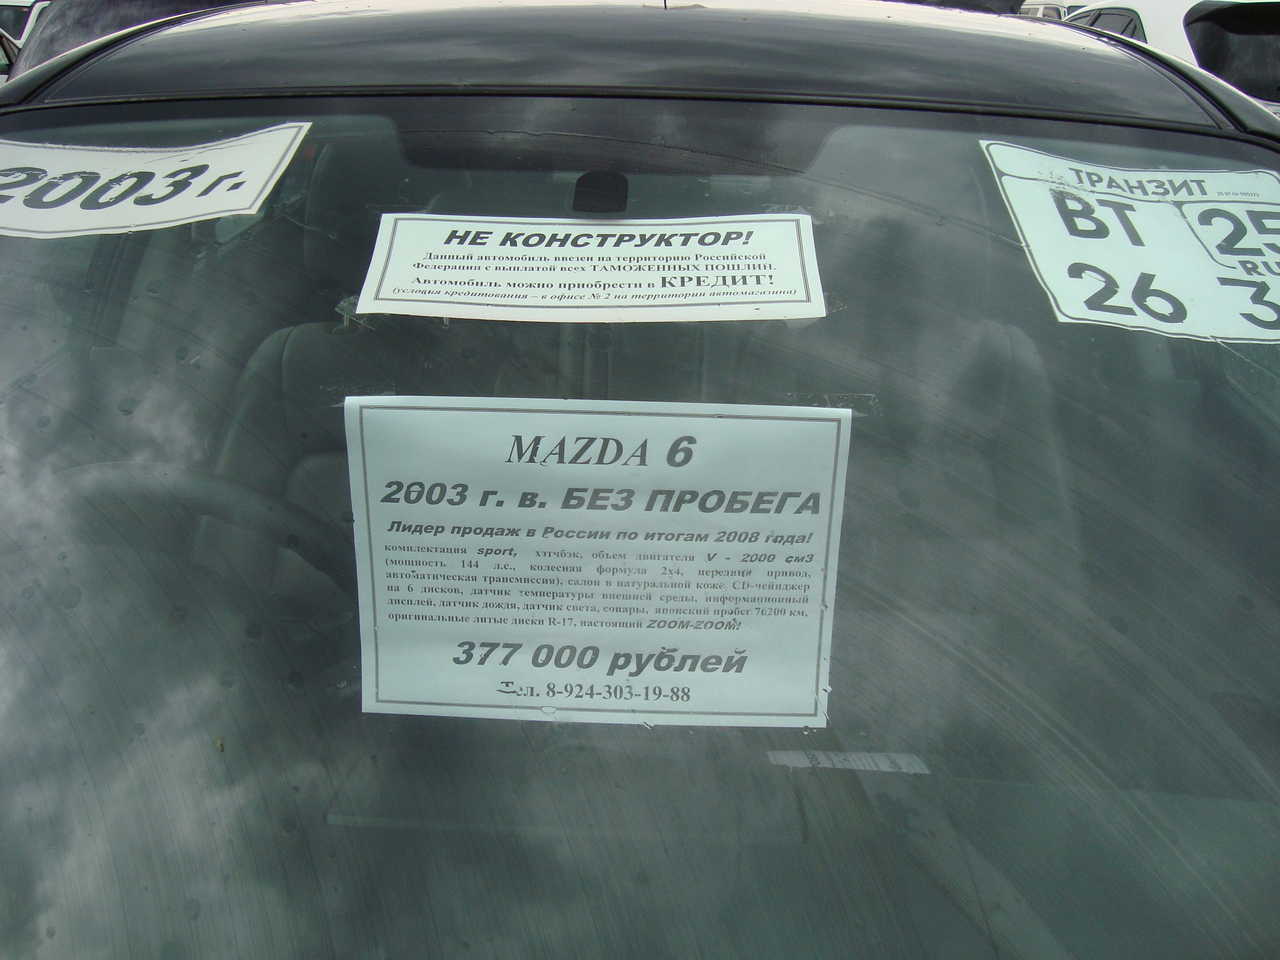 2003 г.
НЕ КОНСТРУКТОР!
Данный автомобиль ввезен на территорию Российской
Федерации с выплатой всех ТАМОЖЕННЫХ ПОШЛИН.
Автомобиль можно приобрести в КРЕДИТ!
(условия кредитования – в офисе № 2 на территории автомагазина)
ТРАНЗИТ
ВТ 25
RU
26 3
MAZDA 6
2003 г. в. БЕЗ ПРОБЕГА
Лидер продаж в России по итогам 2008 года!
комплектация sport, хэтчбэк, объем двигателя V - 2000 см3
(мощность 144 л.с., колесная формула 2х4, передний привод,
автоматическая трансмиссия), салон в натуральной коже, CD-чейнджер
на 6 дисков, датчик температуры внешней среды, информационный
дисплей, датчик дождя, датчик света, сонары, японский пробег 76200 км,
оригинальные литые диски R-17, настоящий ZOOM-ZOOM!
377 000 рублей
Тел. 8-924-303-19-88